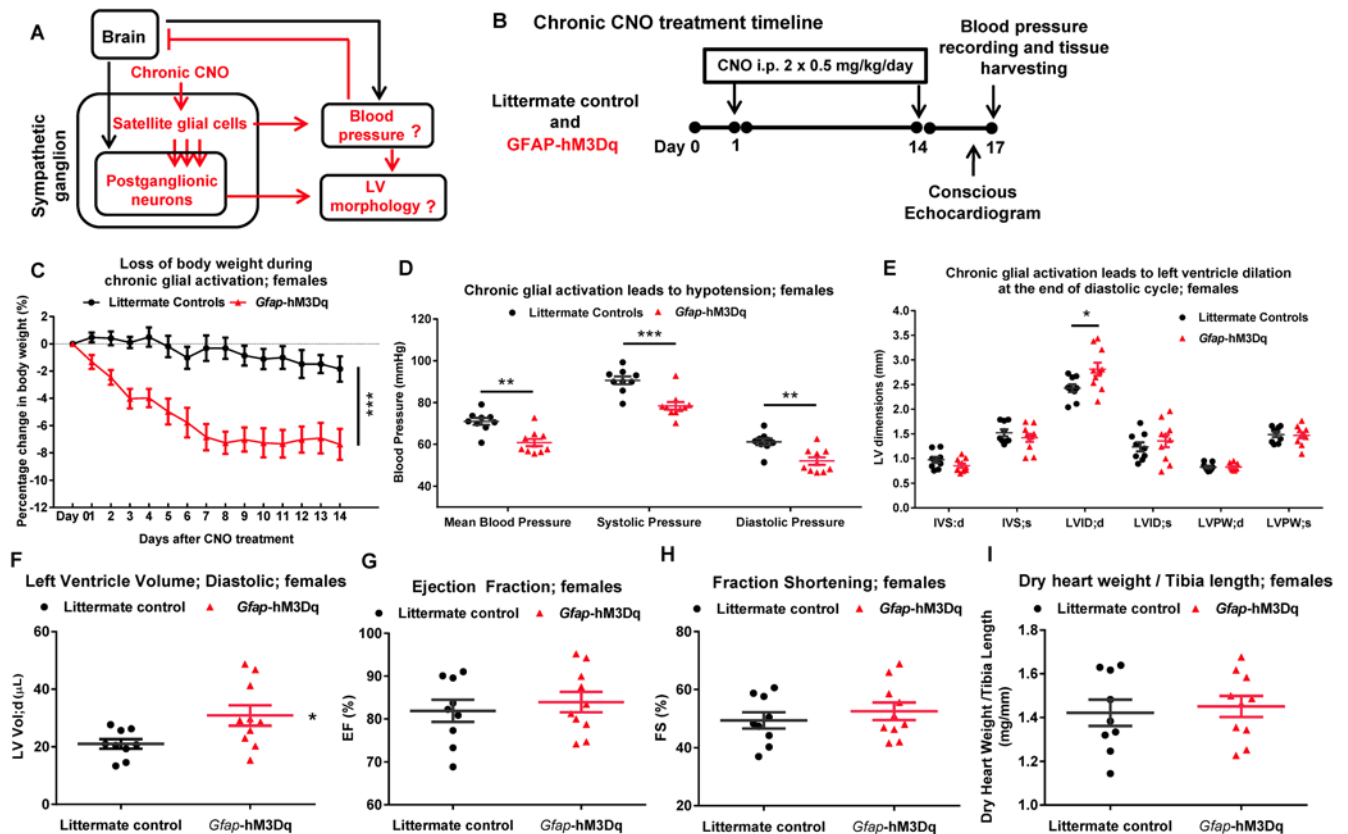 A
Brain
Chronic CNO
Satellite glial cells
Postganglionic
neurons
Sympathetic
ganglion
Blood
pressure ?
LV
morphology ?
B
Chronic CNO treatment timeline
CNO i.p. 2 x 0.5 mg/kg/day
Blood pressure
recording and tissue
harvesting
Littermate control
and
GFAP-hM3Dq
Day 0
1
14
17
Conscious
Echocardiogram
C
Loss of body weight during
chronic glial activation; females
Littermate Controls
Gfap-hM3Dq
Percentage change in body weight (%)
2
0
-2
-4
-6
-8
-10
-12
***
Day 01 2 3 4 5 6 7 8 9 10 11 12 13 14
Days after CNO treatment
D
Chronic glial activation leads to hypotension; females
Littermate Controls
Gfap-hM3Dq
Blood Pressure (mmHg)
120
100
80
60
40
**
***
**
Mean Blood Pressure
Systolic Pressure
Diastolic Pressure
E
Chronic glial activation leads to left ventricle dilation
at the end of diastolic cycle; females
Littermate Controls
Gfap-hM3Dq
LV dimensions (mm)
4.0
3.5
3.0
2.5
2.0
1.5
1.0
0.5
0.0
*
IVS:d
IVS;s
LVID;d
LVID;s
LVPW;d
LVPW;s
F
Left Ventricle Volume; Diastolic; females
Littermate control
Gfap-hM3Dq
LV Vol;d(µL)
60
40
20
0
*
Littermate control
Gfap-hM3Dq
G
Ejection Fraction; females
Littermate control
Gfap-hM3Dq
EF (%)
100
90
80
70
60
Littermate control
Gfap-hM3Dq
H
Fraction Shortening; females
Littermate control
Gfap-hM3Dq
FS (%)
80
60
40
20
Littermate control
Gfap-hM3Dq
I
Dry heart weight / Tibia length; females
Littermate control
Gfap-hM3Dq
Dry Heart Weight /Tibia Length
(mg/mm)
1.8
1.6
1.4
1.2
1.0
Littermate control
Gfap-hM3Dq